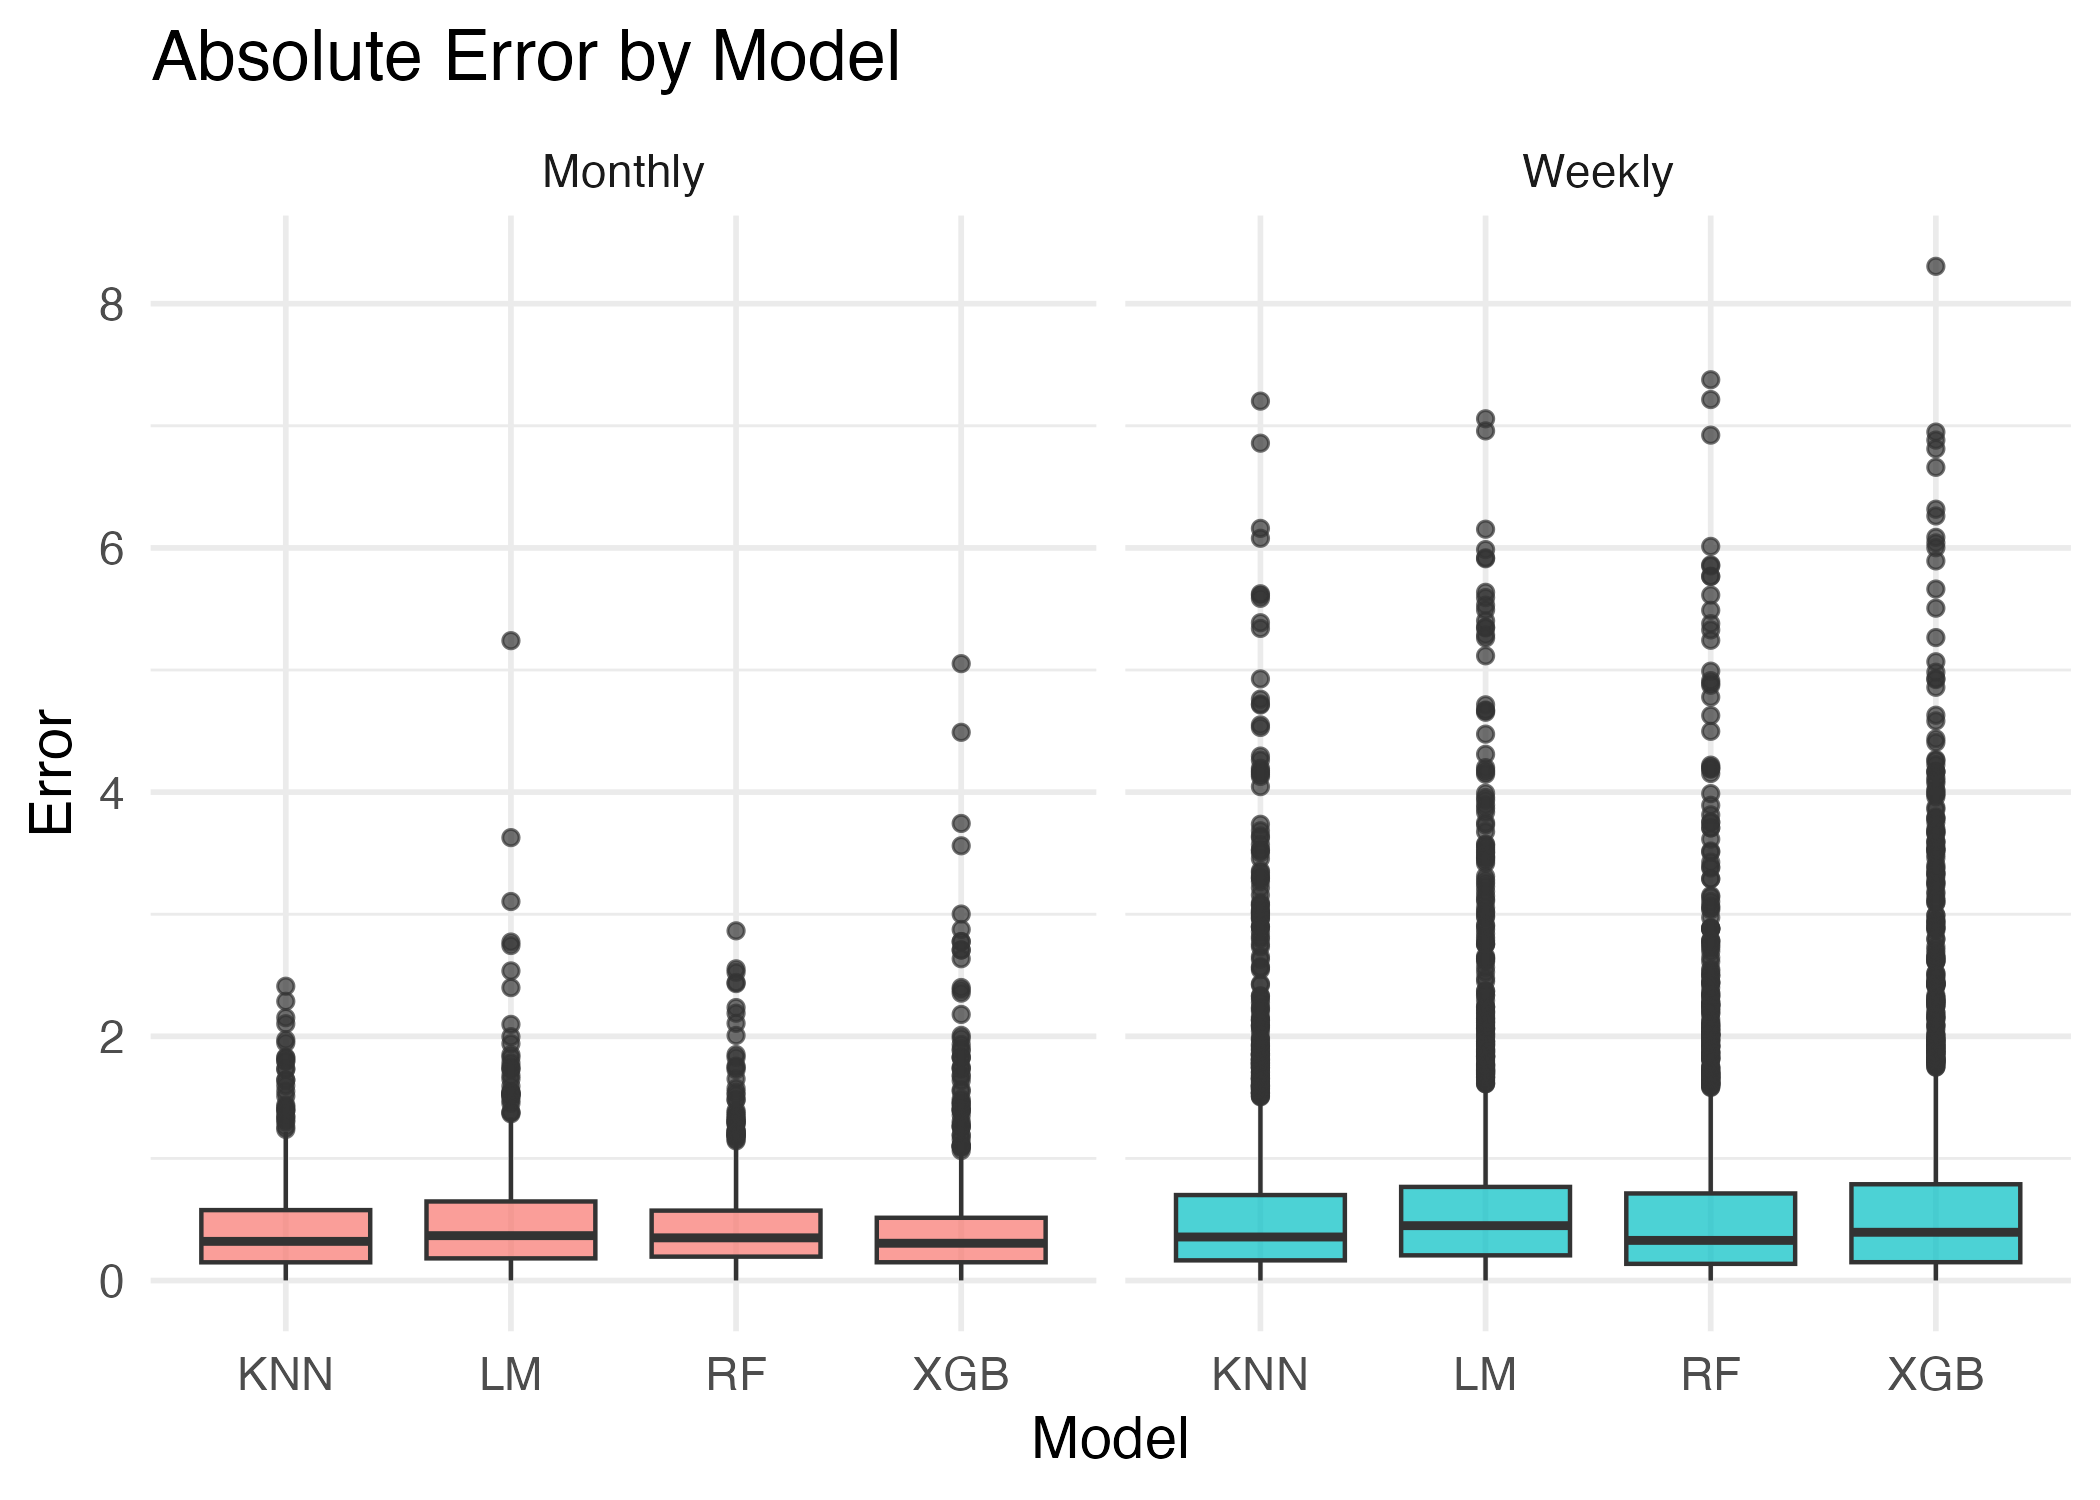 Absolute Error by Model
Monthly Weekly
8
6
4
2
0
Error
KNN LM RF XGB KNN LM RF XGB
Model